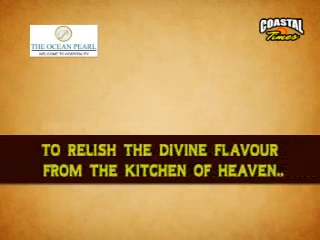 THE OCEAN PEARL
WELCOME TO HOSPITALITY
COASTAL
Times
TO RELISH THE DIVINE FLAVOUR
FROM THE KITCHEN OF HEAVEN..